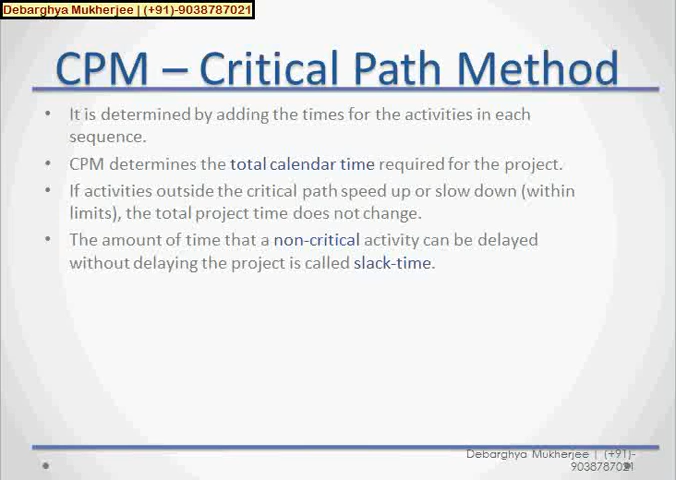 Debarghya Mukherjee | (+91)-9038787021
CPM – Critical Path Method
• It is determined by adding the times for the activities in each
sequence.
• CPM determines the total calendar time required for the project.
• If activities outside the critical path speed up or slow down (within
limits), the total project time does not change.
• The amount of time that a non-critical activity can be delayed
without delaying the project is called slack-time.
Debarghya Mukherjee | (+91)-
9038787021